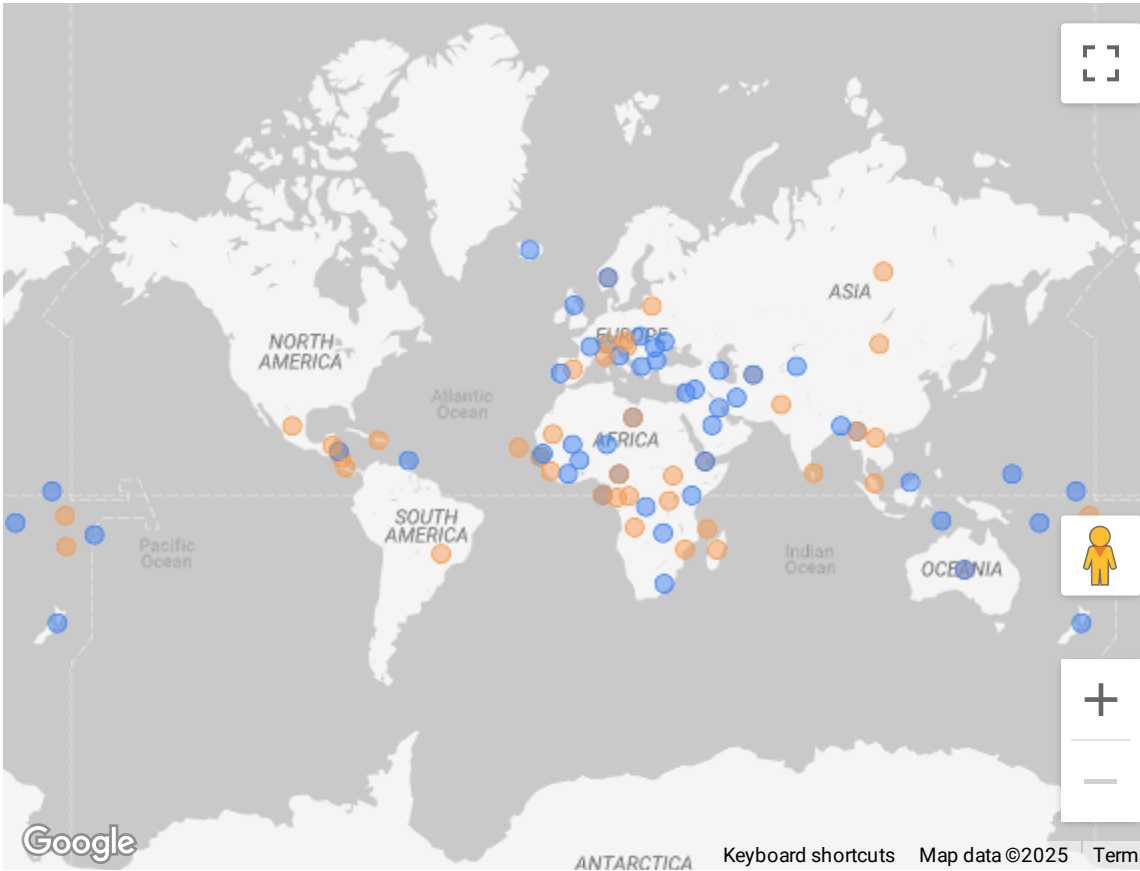 ASIA
EUROPE
NORTH
AMERICA
Atlantic
Ocean
AFRICA
SOUTH
AMERICA
Pacific
Ocean
Indian
Ocean
OCEANIA
Google
Keyboard shortcuts
Map data ©2025
Term
ANTARCTICA